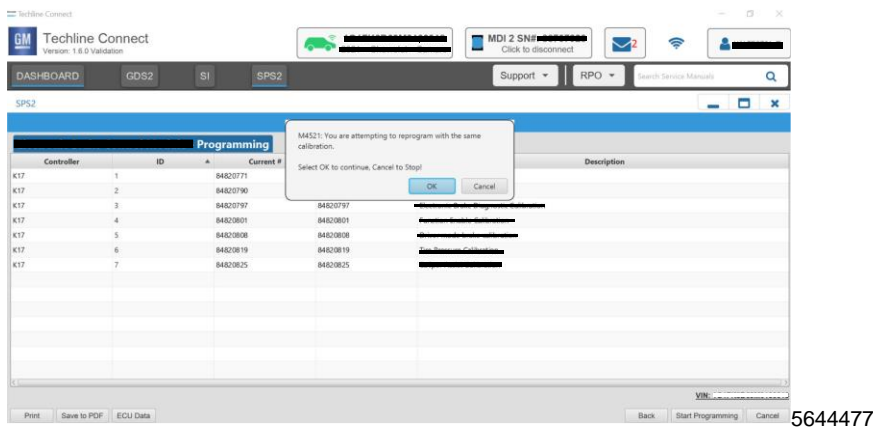 Techline Connect
GM
Techline Connect
Version: 1.6.0 Validation
MDI 2 SN#
Click to disconnect
2
DASHBOARD GDS2 SI SPS2 Support RPO Search Service Manuals
SPS2
Programming
M4521: You are attempting to reprogram with the same
calibration.
Select OK to continue, Cancel to Stop!
OK Cancel
Controller ID Current # Description
K17 1 84820771
K17 2 84820790
K17 3 84820797 84820797
K17 4 84820801 84820801
K17 5 84820808 84820808
K17 6 84820819 84820819
K17 7 84820825 84820825
VIN:
Print Save to PDF ECU Data Back Start Programming Cancel
5644477